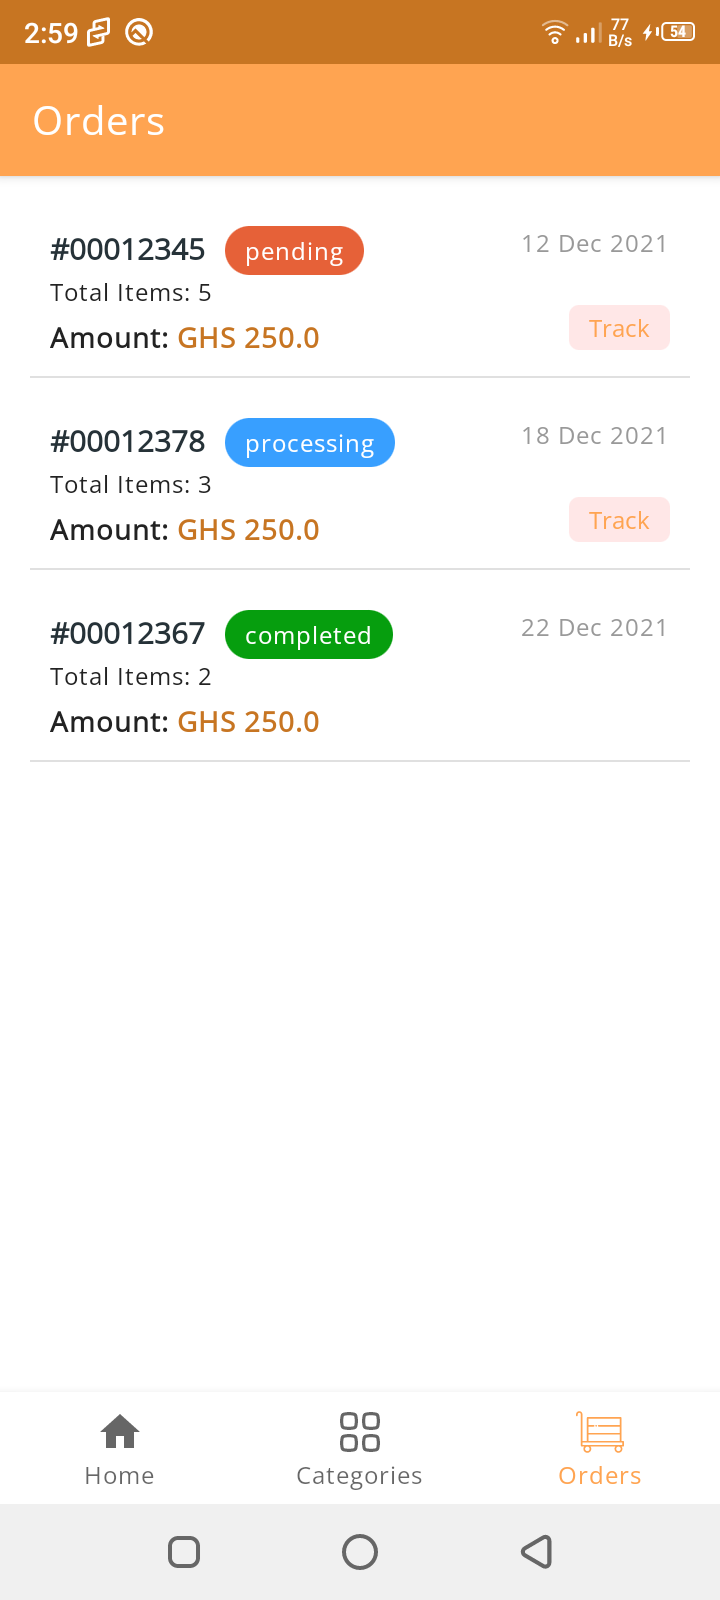 2:59 77 B/s 54
Orders
#00012345 pending 12 Dec 2021
Total Items: 5
Amount: GHS 250.0 Track
#00012378 processing 18 Dec 2021
Total Items: 3
Amount: GHS 250.0 Track
#00012367 completed 22 Dec 2021
Total Items: 2
Amount: GHS 250.0
Home Categories Orders